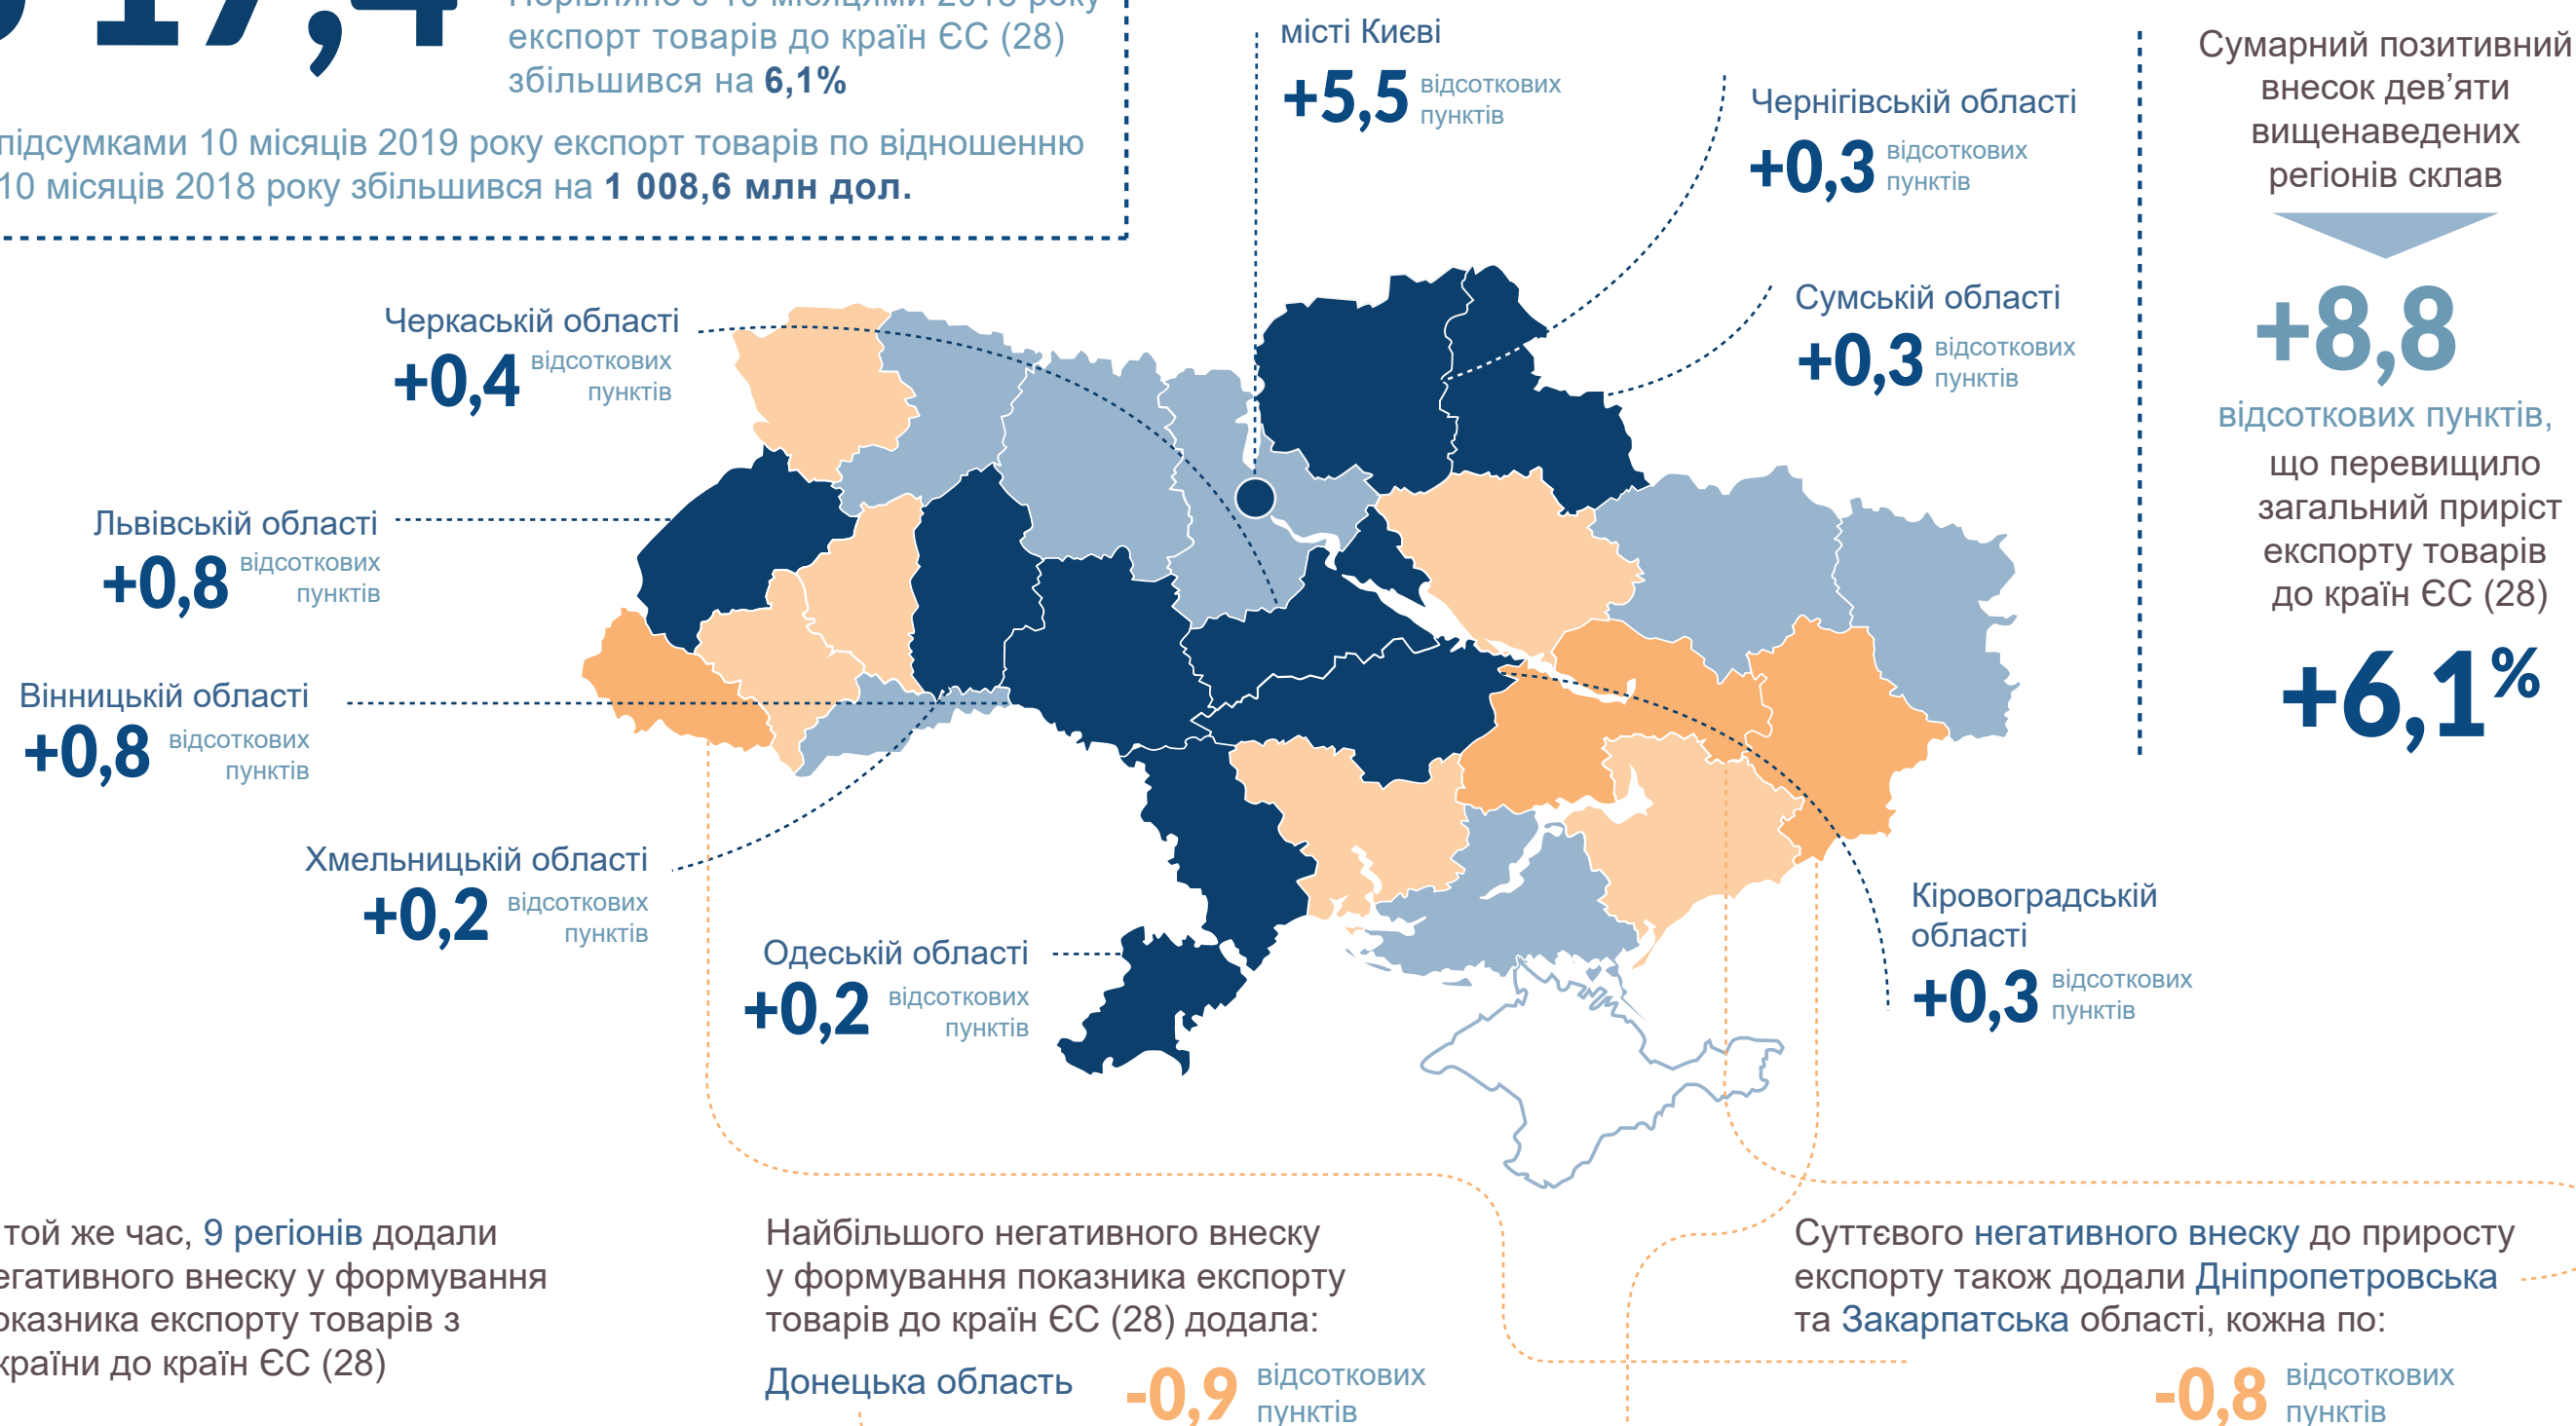 17,4
експорт товарів до країн ЄС (28)
збільшився на 6,1%
підсумками 10 місяців 2019 року експорт товарів по відношенню
10 місяців 2018 року збільшився на 1 008,6 млн дол.
місті Києві
+5,5 відсоткових
пунктів
Чернігівській області
+0,3 відсоткових
пунктів
Сумській області
+0,3 відсоткових
пунктів
Черкаській області
+0,4 відсоткових
пунктів
Львівській області
+0,8 відсоткових
пунктів
Вінницькій області
+0,8 відсоткових
пунктів
Хмельницькій області
+0,2 відсоткових
пунктів
Одеській області
+0,2 відсоткових
пунктів
Кіровоградській
області
+0,3 відсоткових
пунктів
Сумарний позитивний
внесок дев’яти
вищенаведених
регіонів склав
+8,8
відсоткових пунктів,
що перевищило
загальний приріст
експорту товарів
до країн ЄС (28)
+6,1%
той же час, 9 регіонів додали
егативного внеску у формування
оказника експорту товарів з
країни до країн ЄС (28)
Найбільшого негативного внеску
у формування показника експорту
товарів до країн ЄС (28) додала:
Донецька область -0,9 відсоткових
пунктів
Суттєвого негативного внеску до приросту
експорту також додали Дніпропетровська
та Закарпатська області, кожна по:
-0,8 відсоткових
пунктів